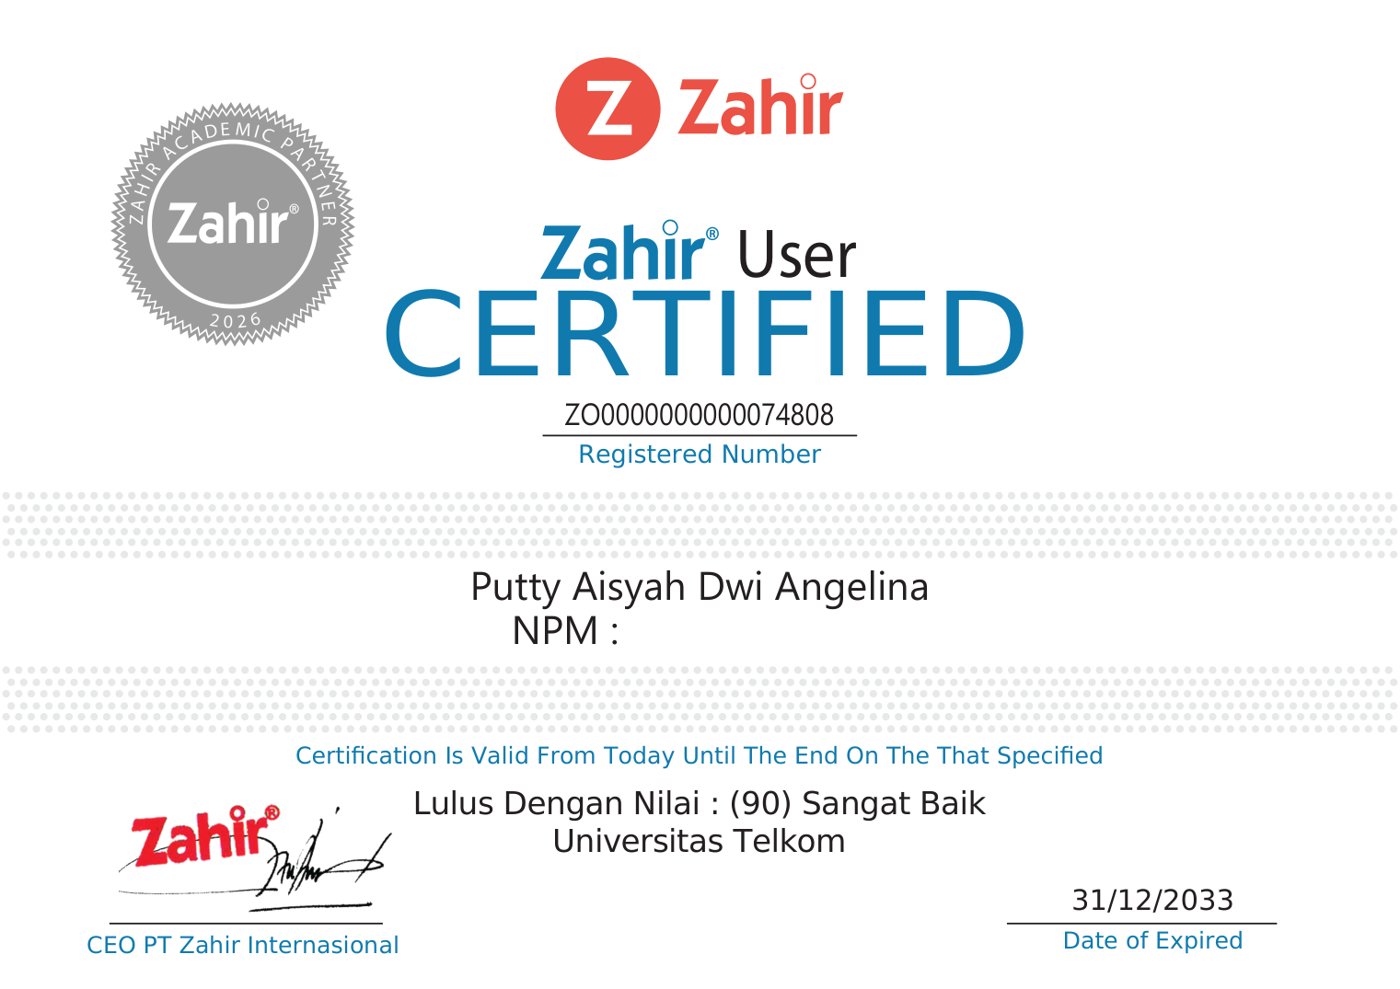 Z Zahir
ZAHIR ACADEMIC PARTNER
Zahir®
2026
Zahir® User
CERTIFIED
ZO0000000000074808
Registered Number
Putty Aisyah Dwi Angelina
NPM :
Certification Is Valid From Today Until The End On The That Specified
Lulus Dengan Nilai : (90) Sangat Baik
Universitas Telkom
Zahir®
CEO PT Zahir Internasional
31/12/2033
Date of Expired